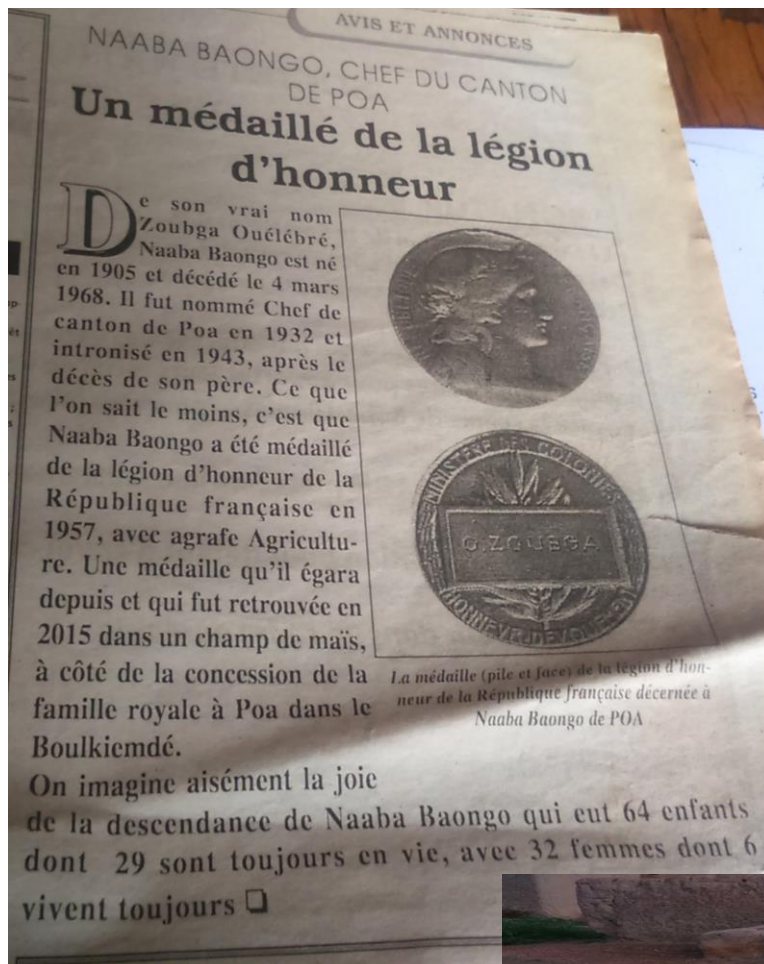 AVIS ET ANNONCES
NAABA BAONGO, CHEF DU CANTON
DE POA
Un médaillé de la légion
d'honneur
De son vrai nom
Zoubga Ouélébré,
Naaba Baongo est né
en 1905 et décédé le 4 mars
1968. Il fut nommé Chef de
canton de Poa en 1932 et
intronisé en 1943, après le
décès de son père. Ce que
l'on sait le moins, c'est que
Naaba Baongo a été médaillé
de la légion d'honneur de la
République française en
1957, avec agrafe Agricultu-
re. Une médaille qu'il égara
depuis et qui fut retrouvée en
2015 dans un champ de maïs,
à côté de la concession de la
famille royale à Poa dans le
Boulkiemdé.
On imagine aisément la joie
de la descendance de Naaba Baongo qui eut 64 enfants
dont 29 sont toujours en vie, avec 32 femmes dont 6
vivent toujours ❏
MINISTERE DES COLONIES
O.ZOUBGA
La médaille (pile et face) de la légion d'hon-
neur de la République française décernée à
Naaba Baongo de POA